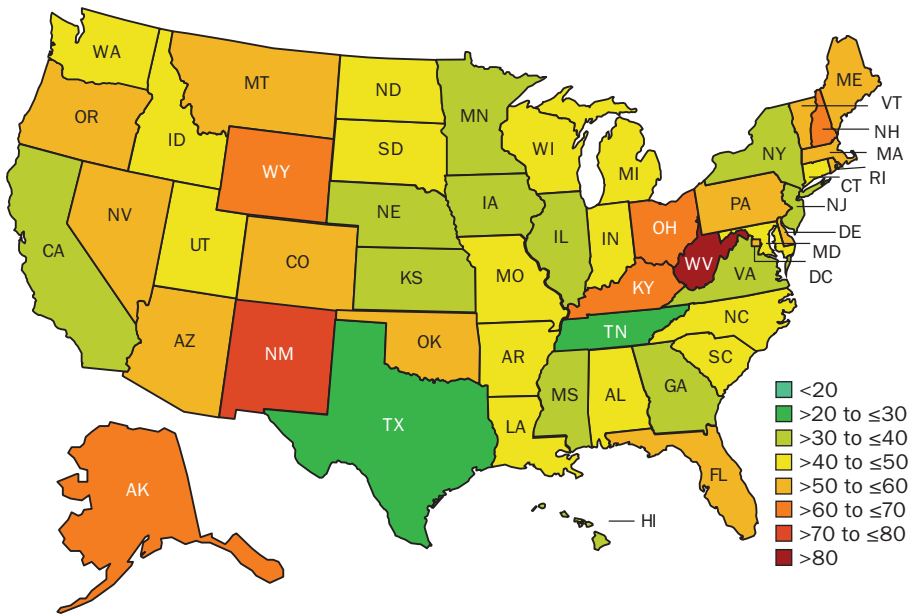 WA
MT
ND
MN
ME
VT
OR
ID
SD
WI
MI
NY
NH
MA
WY
RI
CT
NV
NE
IA
PA
NJ
UT
IL
IN
OH
DE
CA
CO
WV
MD
KS
MO
VA
DC
KY
NC
TN
AZ
NM
OK
AR
SC
MS
AL
GA
TX
LA
FL
AK
HI
<20
>20 to ≤30
>30 to ≤40
>40 to ≤50
>50 to ≤60
>60 to ≤70
>70 to ≤80
>80